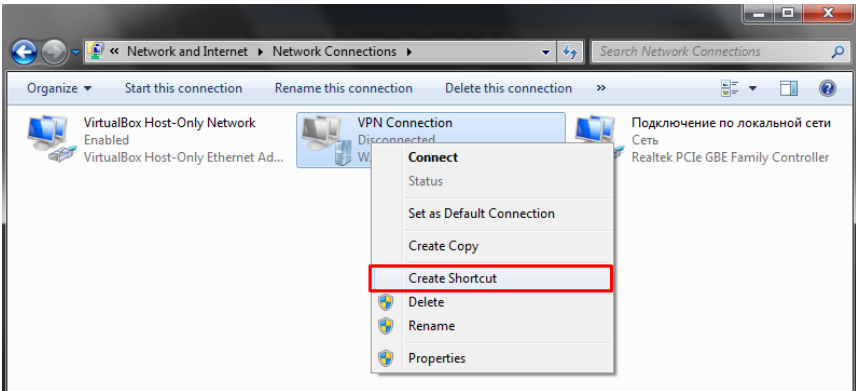 « Network and Internet ▸ Network Connections ▸
Search Network Connections
Organize ▾ Start this connection Rename this connection Delete this connection »
VirtualBox Host-Only Network
Enabled
VirtualBox Host-Only Ethernet Ad...
VPN Connection
Disconnected
Подключение по локальной сети
Сеть
Realtek PCIe GBE Family Controller
Connect
Status
Set as Default Connection
Create Copy
Create Shortcut
Delete
Rename
Properties